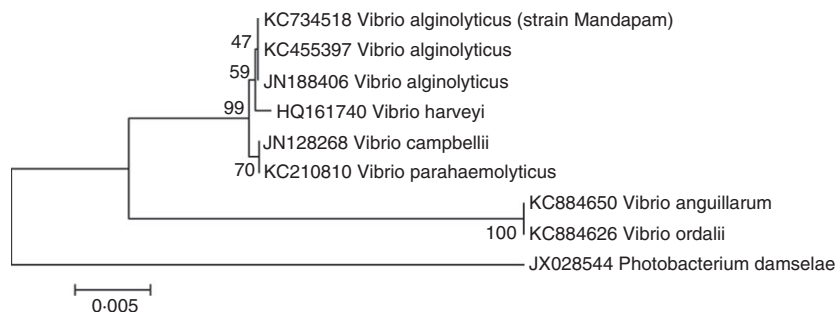 KC734518 Vibrio alginolyticus (strain Mandapam)
47
KC455397 Vibrio alginolyticus
59
JN188406 Vibrio alginolyticus
99
HQ161740 Vibrio harveyi
JN128268 Vibrio campbellii
70
KC210810 Vibrio parahaemolyticus
KC884650 Vibrio anguillarum
100
KC884626 Vibrio ordalii
JX028544 Photobacterium damselae
0·005